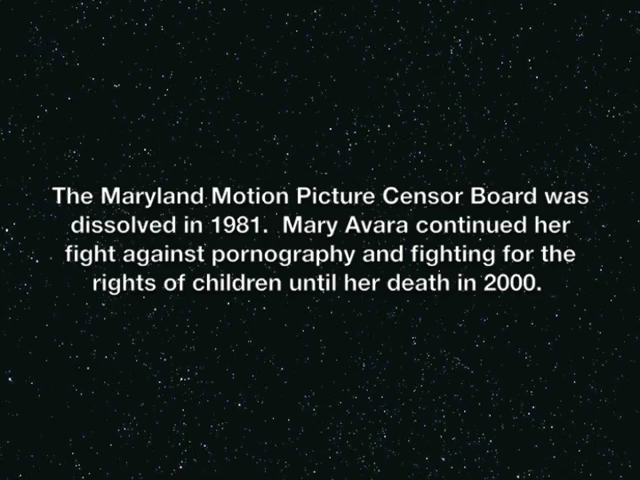 The Maryland Motion Picture Censor Board was
dissolved in 1981.  Mary Avara continued her
fight against pornography and fighting for the
rights of children until her death in 2000.